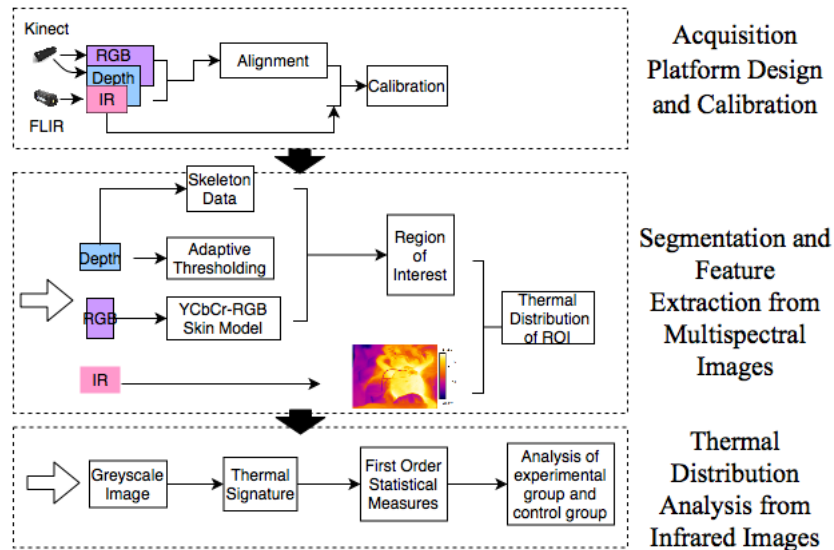 Kinect
RGB
Depth
IR
FLIR
Alignment
Calibration
Acquisition
Platform Design
and Calibration
Skeleton
Data
Depth
Adaptive
Thresholding
RGB
YCbCr-RGB
Skin Model
IR
Region
of
Interest
Thermal
Distribution
of ROI
Segmentation and
Feature
Extraction from
Multispectral
Images
Greyscale
Image
Thermal
Signature
First Order
Statistical
Measures
Analysis of
experimental
group and
control group
Thermal
Distribution
Analysis from
Infrared Images